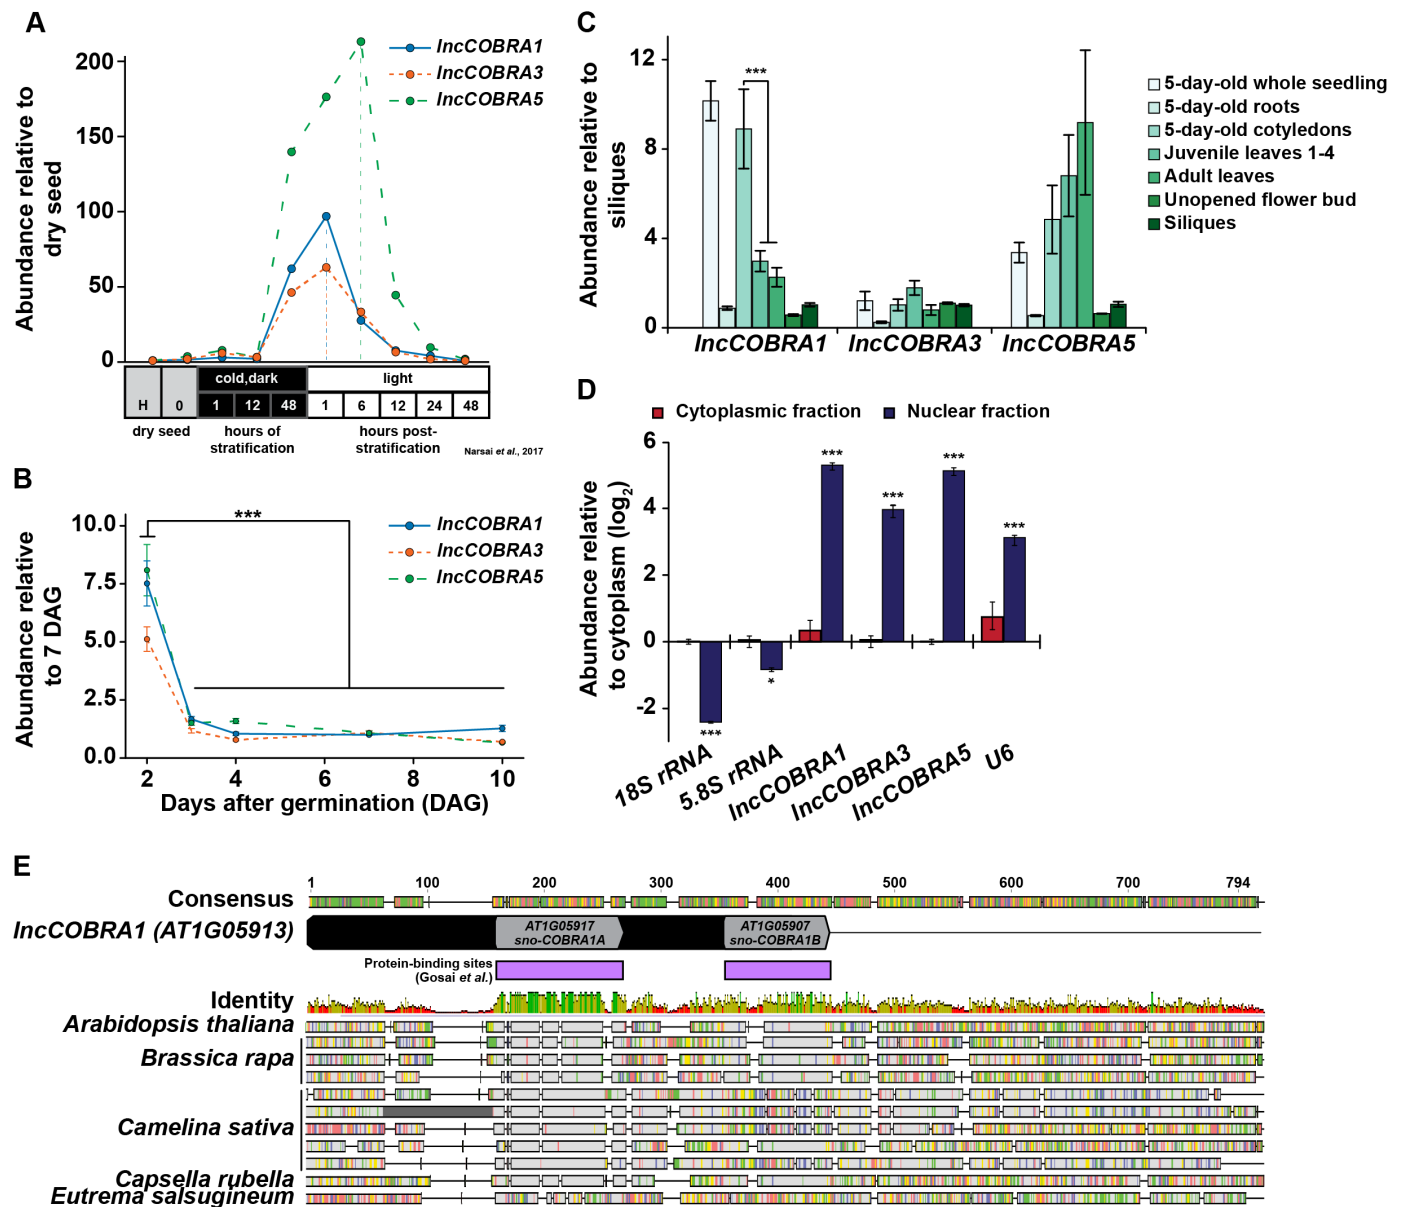 A
Abundance relative to
dry seed
200
150
100
50
0
lncCOBRA1
lncCOBRA3
lncCOBRA5
cold,dark
light
H
0
1
12
48
1
6
12
24
48
dry seed
hours of
stratification
hours post-
stratification
Narsai et al., 2017
B
Abundance relative
to 7 DAG
10.0
7.5
5.0
2.5
0.0
***
lncCOBRA1
lncCOBRA3
lncCOBRA5
2
4
6
8
10
Days after germination (DAG)
C
Abundance relative to
siliques
12
8
4
0
***
lncCOBRA1
lncCOBRA3
lncCOBRA5
5-day-old whole seedling
5-day-old roots
5-day-old cotyledons
Juvenile leaves 1-4
Adult leaves
Unopened flower bud
Siliques
D
Cytoplasmic fraction
Nuclear fraction
Abundance relative
to cytoplasm (log2)
6
4
2
0
-2
***
*
***
***
***
***
18S rRNA
5.8S rRNA
lncCOBRA1
lncCOBRA3
lncCOBRA5
U6
E
1
100
200
300
400
500
600
700
794
Consensus
lncCOBRA1 (AT1G05913)
AT1G05917
sno-COBRA1A
AT1G05907
sno-COBRA1B
Protein-binding sites
(Gosai et al.)
Identity
Arabidopsis thaliana
Brassica rapa
Camelina sativa
Capsella rubella
Eutrema salsugineum